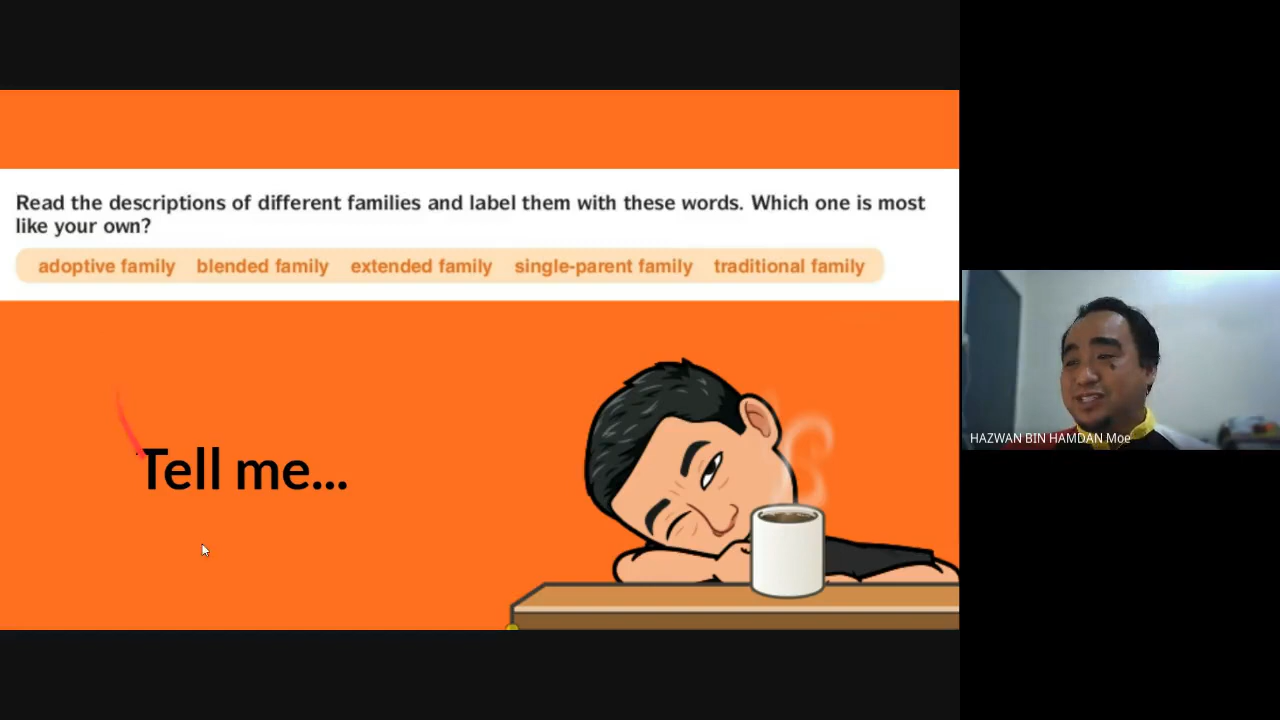 Read the descriptions of different families and label them with these words. Which one is most
like your own?
adoptive family blended family extended family single-parent family traditional family
Tell me...
HAZWAN BIN HAMDAN Moe